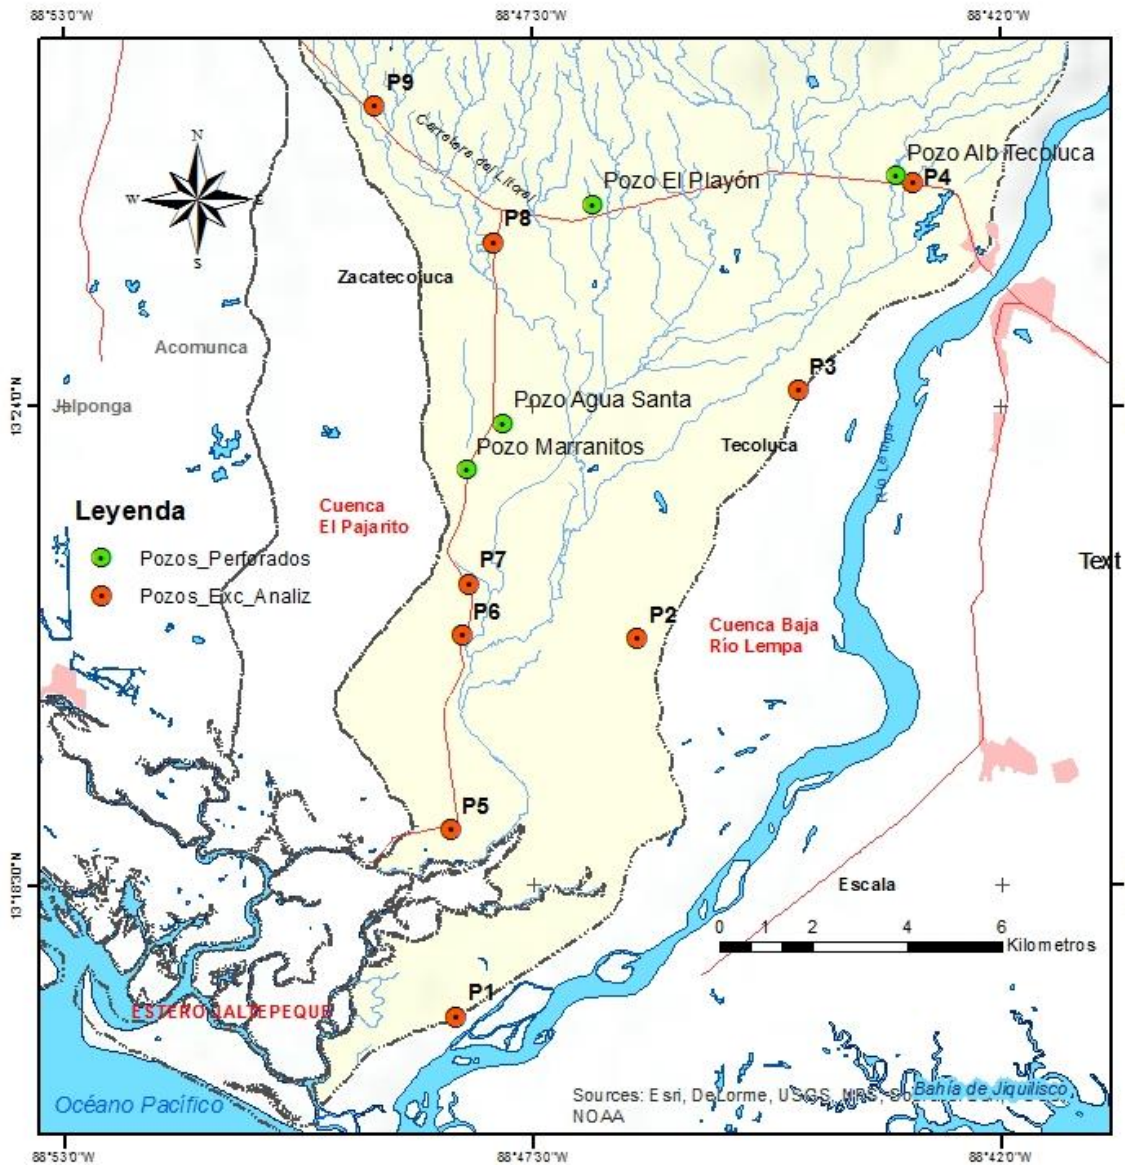 88°53'0"W
88°47'30"W
88°42'0"W
P9
Carretera del Litoral
Pozo Alb Tecoluca
P4
Pozo El Playón
N
W
E
S
P8
Zacatecoluca
Acomunca
P3
13°24'0"N
Jalponga
Pozo Agua Santa
Pozo Marranitos
Tecoluca
Río Lempa
Leyenda
Pozos_Perforados
Pozos_Exc_Analiz
Cuenca
El Pajarito
Text
P7
P6
P2
Cuenca Baja
Río Lempa
P5
13°18'30"N
Escala
0 1 2 4 6
Kilometros
P1
ESTERO JALTEPEQUE
Océano Pacífico
Sources: Esri, DeLorme, USGS, NPS,
NOAA
Bahía de Jiquilisco
88°53'0"W
88°47'30"W
88°42'0"W